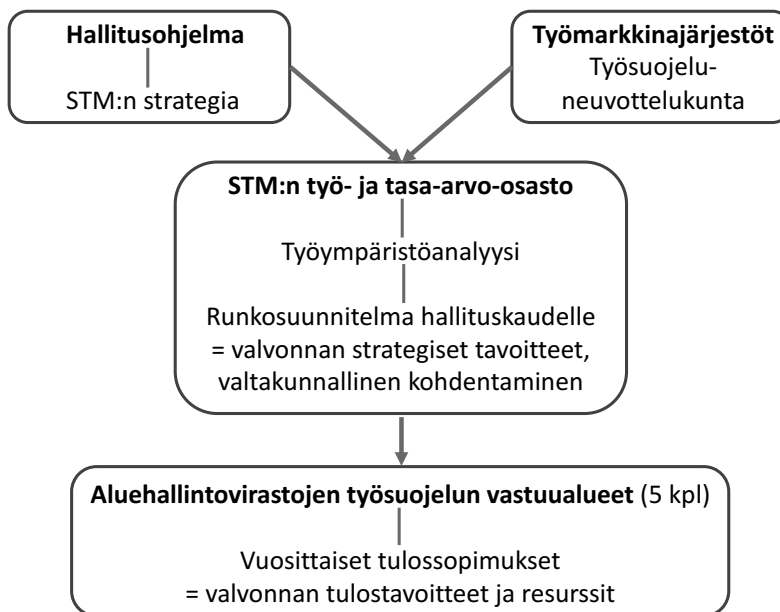 Hallitusohjelma
STM:n strategia
Työmarkkinajärjestöt
Työsuojelu-
neuvottelukunta
STM:n työ- ja tasa-arvo-osasto
Työympäristöanalyysi
Runkosuunnitelma hallituskaudelle
= valvonnan strategiset tavoitteet,
valtakunnallinen kohdentaminen
Aluehallintovirastojen työsuojelun vastuualueet (5 kpl)
Vuosittaiset tulossopimukset
= valvonnan tulostavoitteet ja resurssit